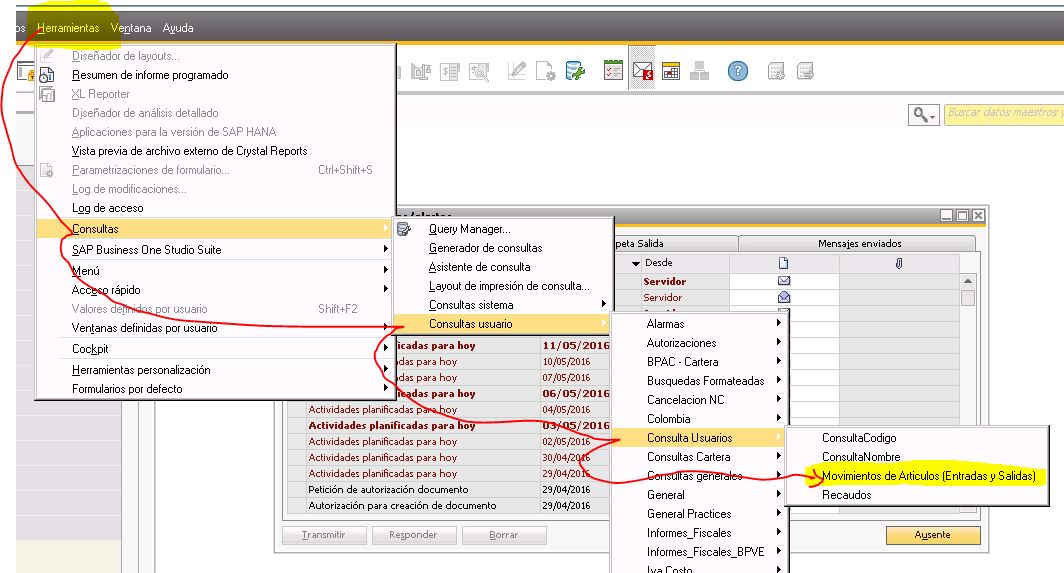 os Herramientas Ventana Ayuda
Diseñador de layouts...
Resumen de informe programado
XL Reporter
Diseñador de análisis detallado
Aplicaciones para la versión de SAP HANA
Vista previa de archivo externo de Crystal Reports
Parametrizaciones de formulario... Ctrl+Shift+S
Log de modificaciones...
Log de acceso
Consultas
SAP Business One Studio Suite
Menú
Acceso rápido
Valores definidos por usuario Shift+F2
Ventanas definidas por usuario
Cockpit
Herramientas personalización
Formularios por defecto
Buscar datos maestros y
Query Manager...
Generador de consultas
Asistente de consulta
Layout de impresión de consulta...
Consultas sistema
Consultas usuario
peta Salida Mensajes enviados
Desde
Servidor
Servidor
Alarmas
Autorizaciones
BPAC - Cartera
Busquedas Formateadas
Cancelacion NC
Colombia
Consulta Usuarios
Consultas Cartera
Consultas generales
General
General Practices
Informes_Fiscales
Informes_Fiscales_BPVE
Iva Costo
ConsultaCodigo
ConsultaNombre
Movimientos de Articulos (Entradas y Salidas)
Recaudos
ficadas para hoy 11/05/2016
adas para hoy 10/05/2016
adas para hoy 07/05/2016
ficadas para hoy 06/05/2016
Actividades planificadas para hoy 04/05/2016
Actividades planificadas para hoy 03/05/2016
Actividades planificadas para hoy 02/05/2016
Actividades planificadas para hoy 30/04/2016
Actividades planificadas para hoy 29/04/2016
Petición de autorización documento 29/04/2016
Autorización para creación de documento 29/04/2016
Transmitir Responder Borrar Ausente